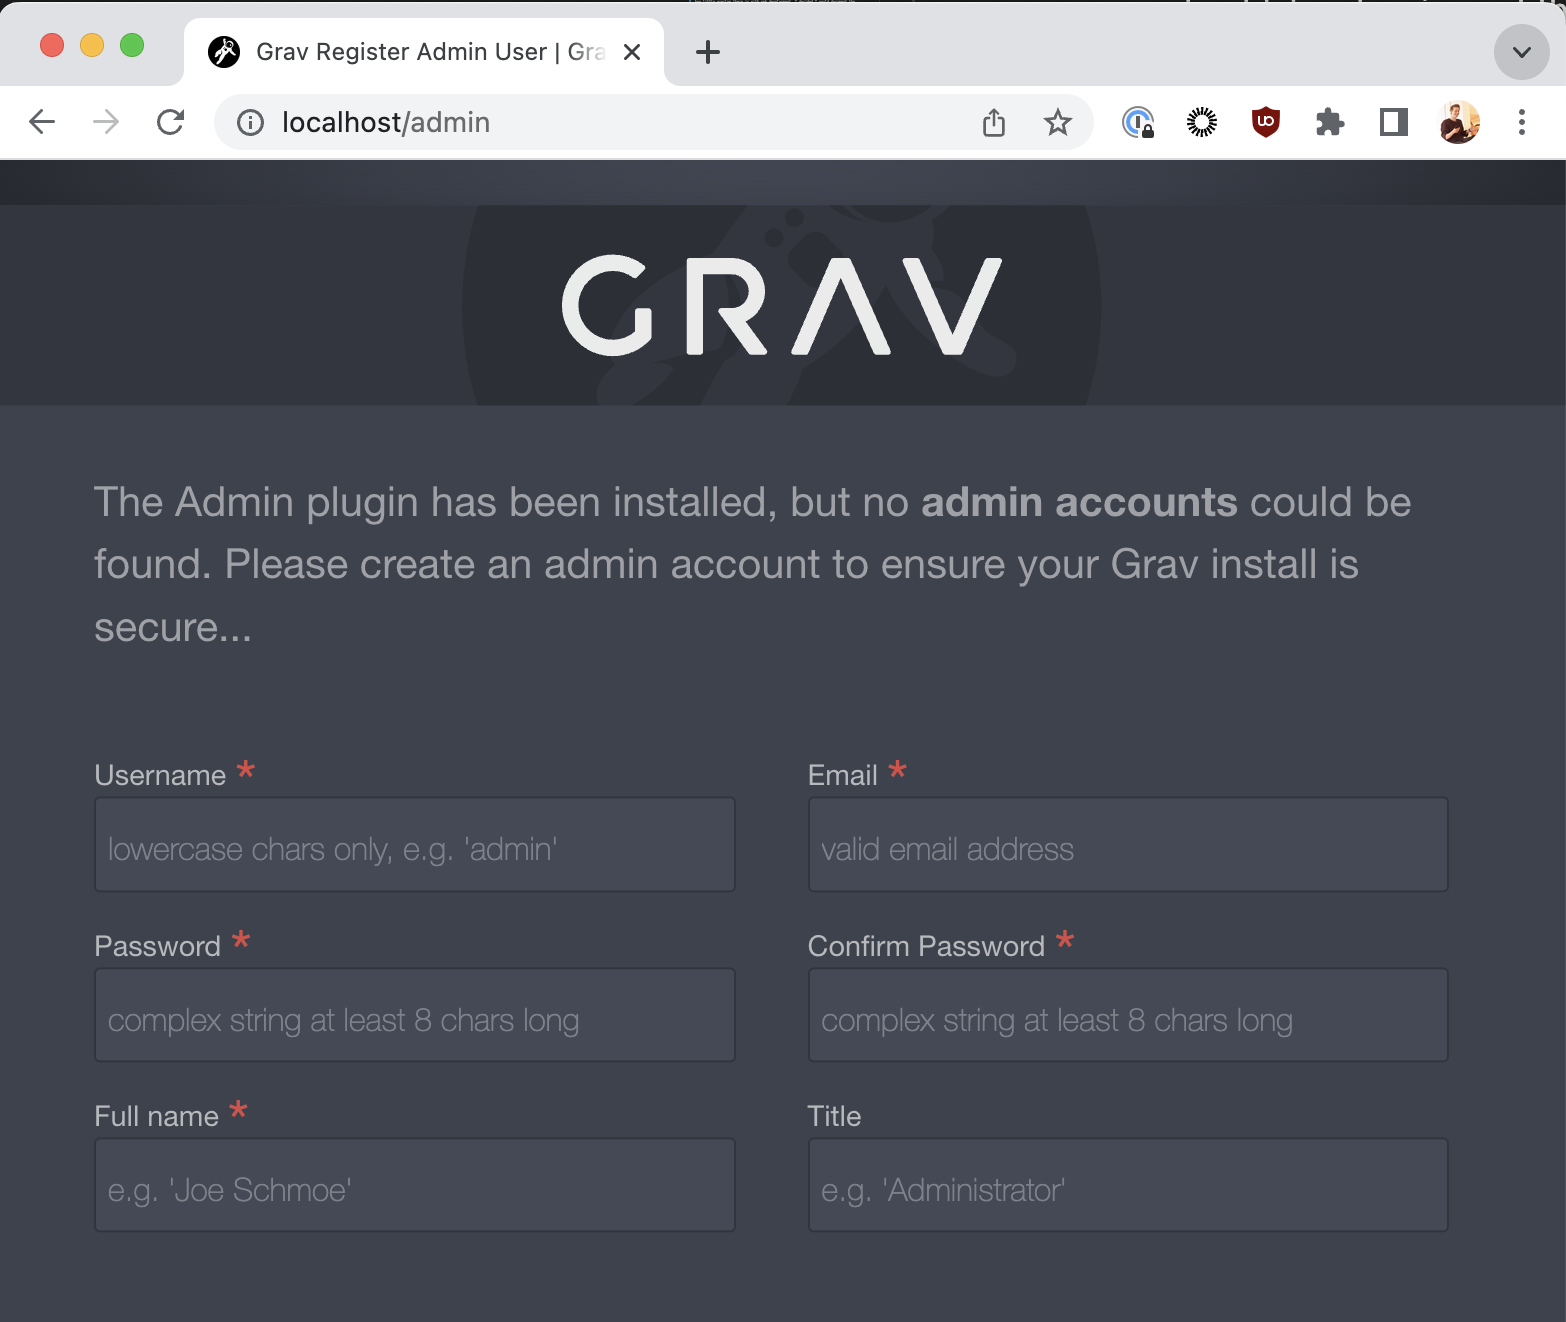 Grav Register Admin User | Gra
localhost/admin
GRAV
The Admin plugin has been installed, but no admin accounts could be
found. Please create an admin account to ensure your Grav install is
secure...
Username *
Email *
lowercase chars only, e.g. 'admin'
valid email address
Password *
Confirm Password *
complex string at least 8 chars long
complex string at least 8 chars long
Full name *
Title
e.g. 'Joe Schmoe'
e.g. 'Administrator'